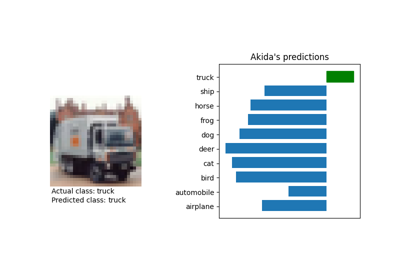 Akida's predictions
truck
ship
horse
frog
dog
deer
cat
bird
automobile
airplane
Actual class: truck
Predicted class: truck